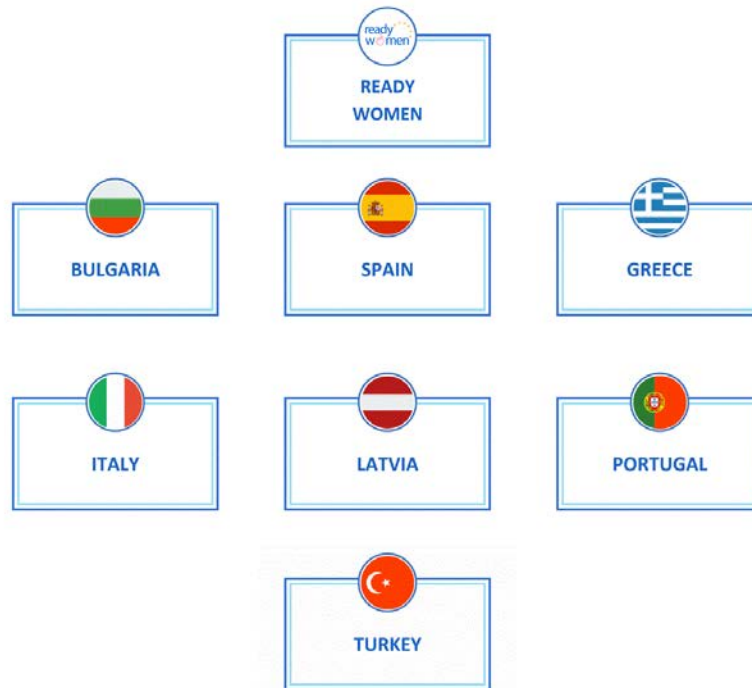 ready
women
READY
WOMEN
BULGARIA
SPAIN
GREECE
ITALY
LATVIA
PORTUGAL
TURKEY